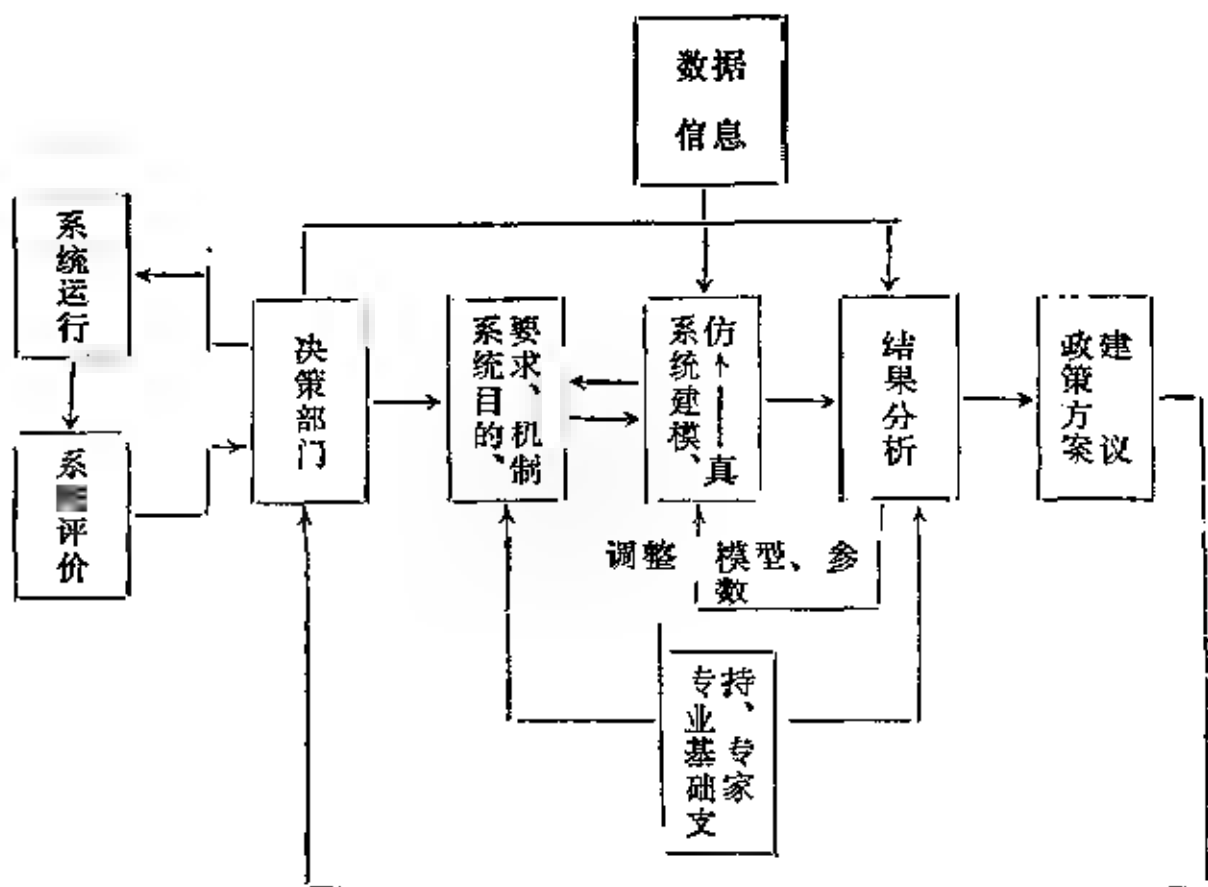 数据
信息
系统运行
决策部门
系统目的、
要求、机制
系统建模、
仿真
结果分析
政策方案
建议
系评价
调整 模型、参
数
专业基础支
持、专家